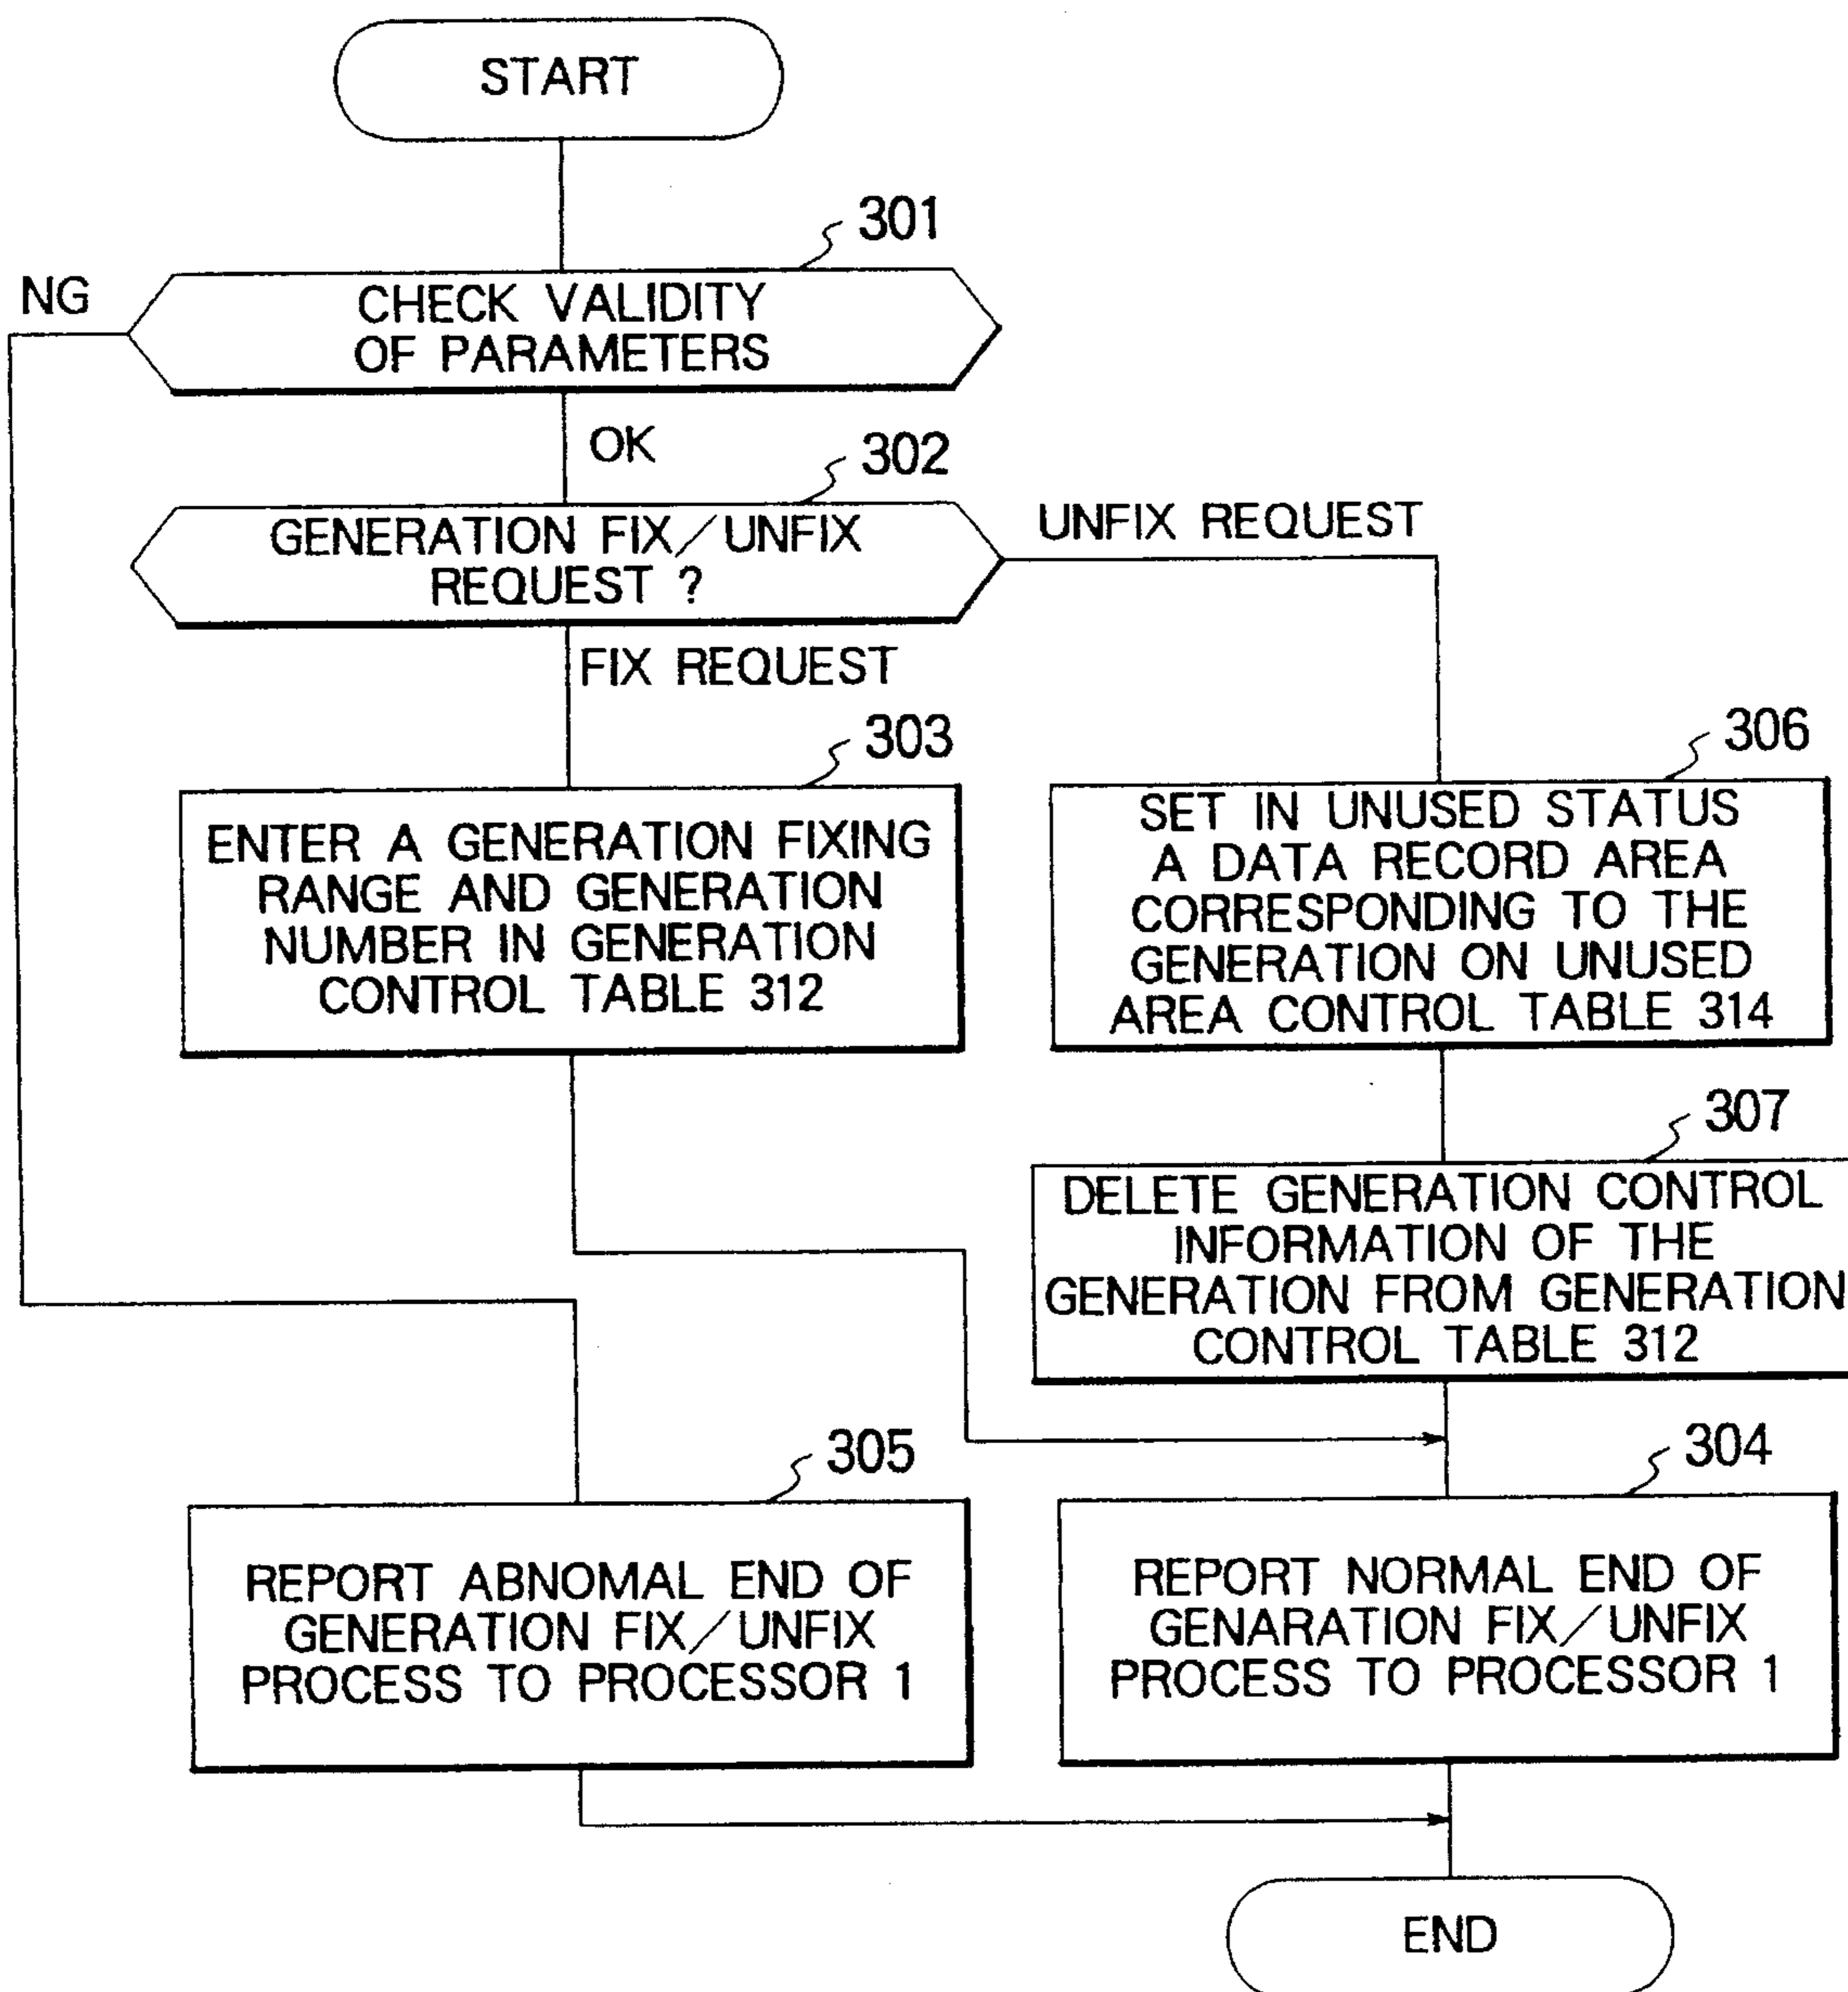 START
301
NG
CHECK VALIDITY
OF PARAMETERS
OK
302
GENERATION FIX/UNFIX
REQUEST ?
UNFIX REQUEST
FIX REQUEST
303
ENTER A GENERATION FIXING
RANGE AND GENERATION
NUMBER IN GENERATION
CONTROL TABLE 312
306
SET IN UNUSED STATUS
A DATA RECORD AREA
CORRESPONDING TO THE
GENERATION ON UNUSED
AREA CONTROL TABLE 314
307
DELETE GENERATION CONTROL
INFORMATION OF THE
GENERATION FROM GENERATION
CONTROL TABLE 312
305
REPORT ABNOMAL END OF
GENERATION FIX/UNFIX
PROCESS TO PROCESSOR 1
304
REPORT NORMAL END OF
GENARATION FIX/UNFIX
PROCESS TO PROCESSOR 1
END